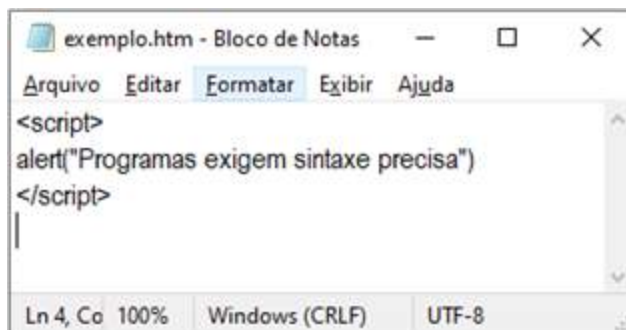 exemplo.htm - Bloco de Notas
Arquivo Editar Formatar Exibir Ajuda
<script>
alert("Programas exigem sintaxe precisa")
</script>
Ln 4, Co 100% Windows (CRLF) UTF-8